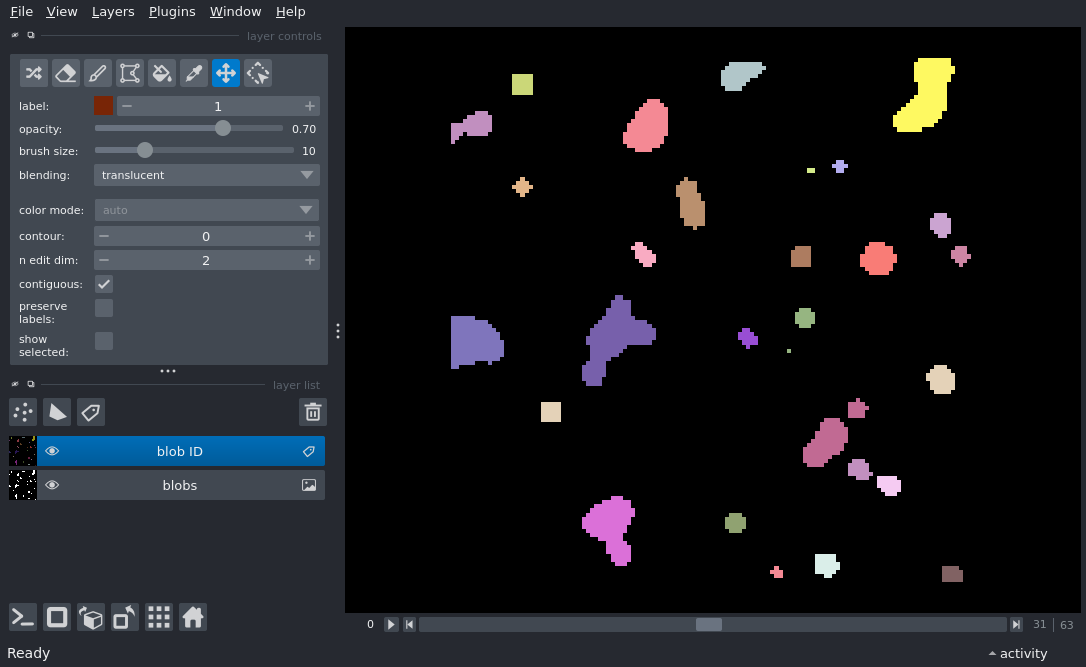 File View Layers Plugins Window Help
layer controls
label: 1
opacity: 0.70
brush size: 10
blending: translucent
color mode: auto
contour: 0
n edit dim: 2
contiguous:
preserve
labels:
show
selected:
layer list
blob ID
blobs
0 31 | 63
Ready activity